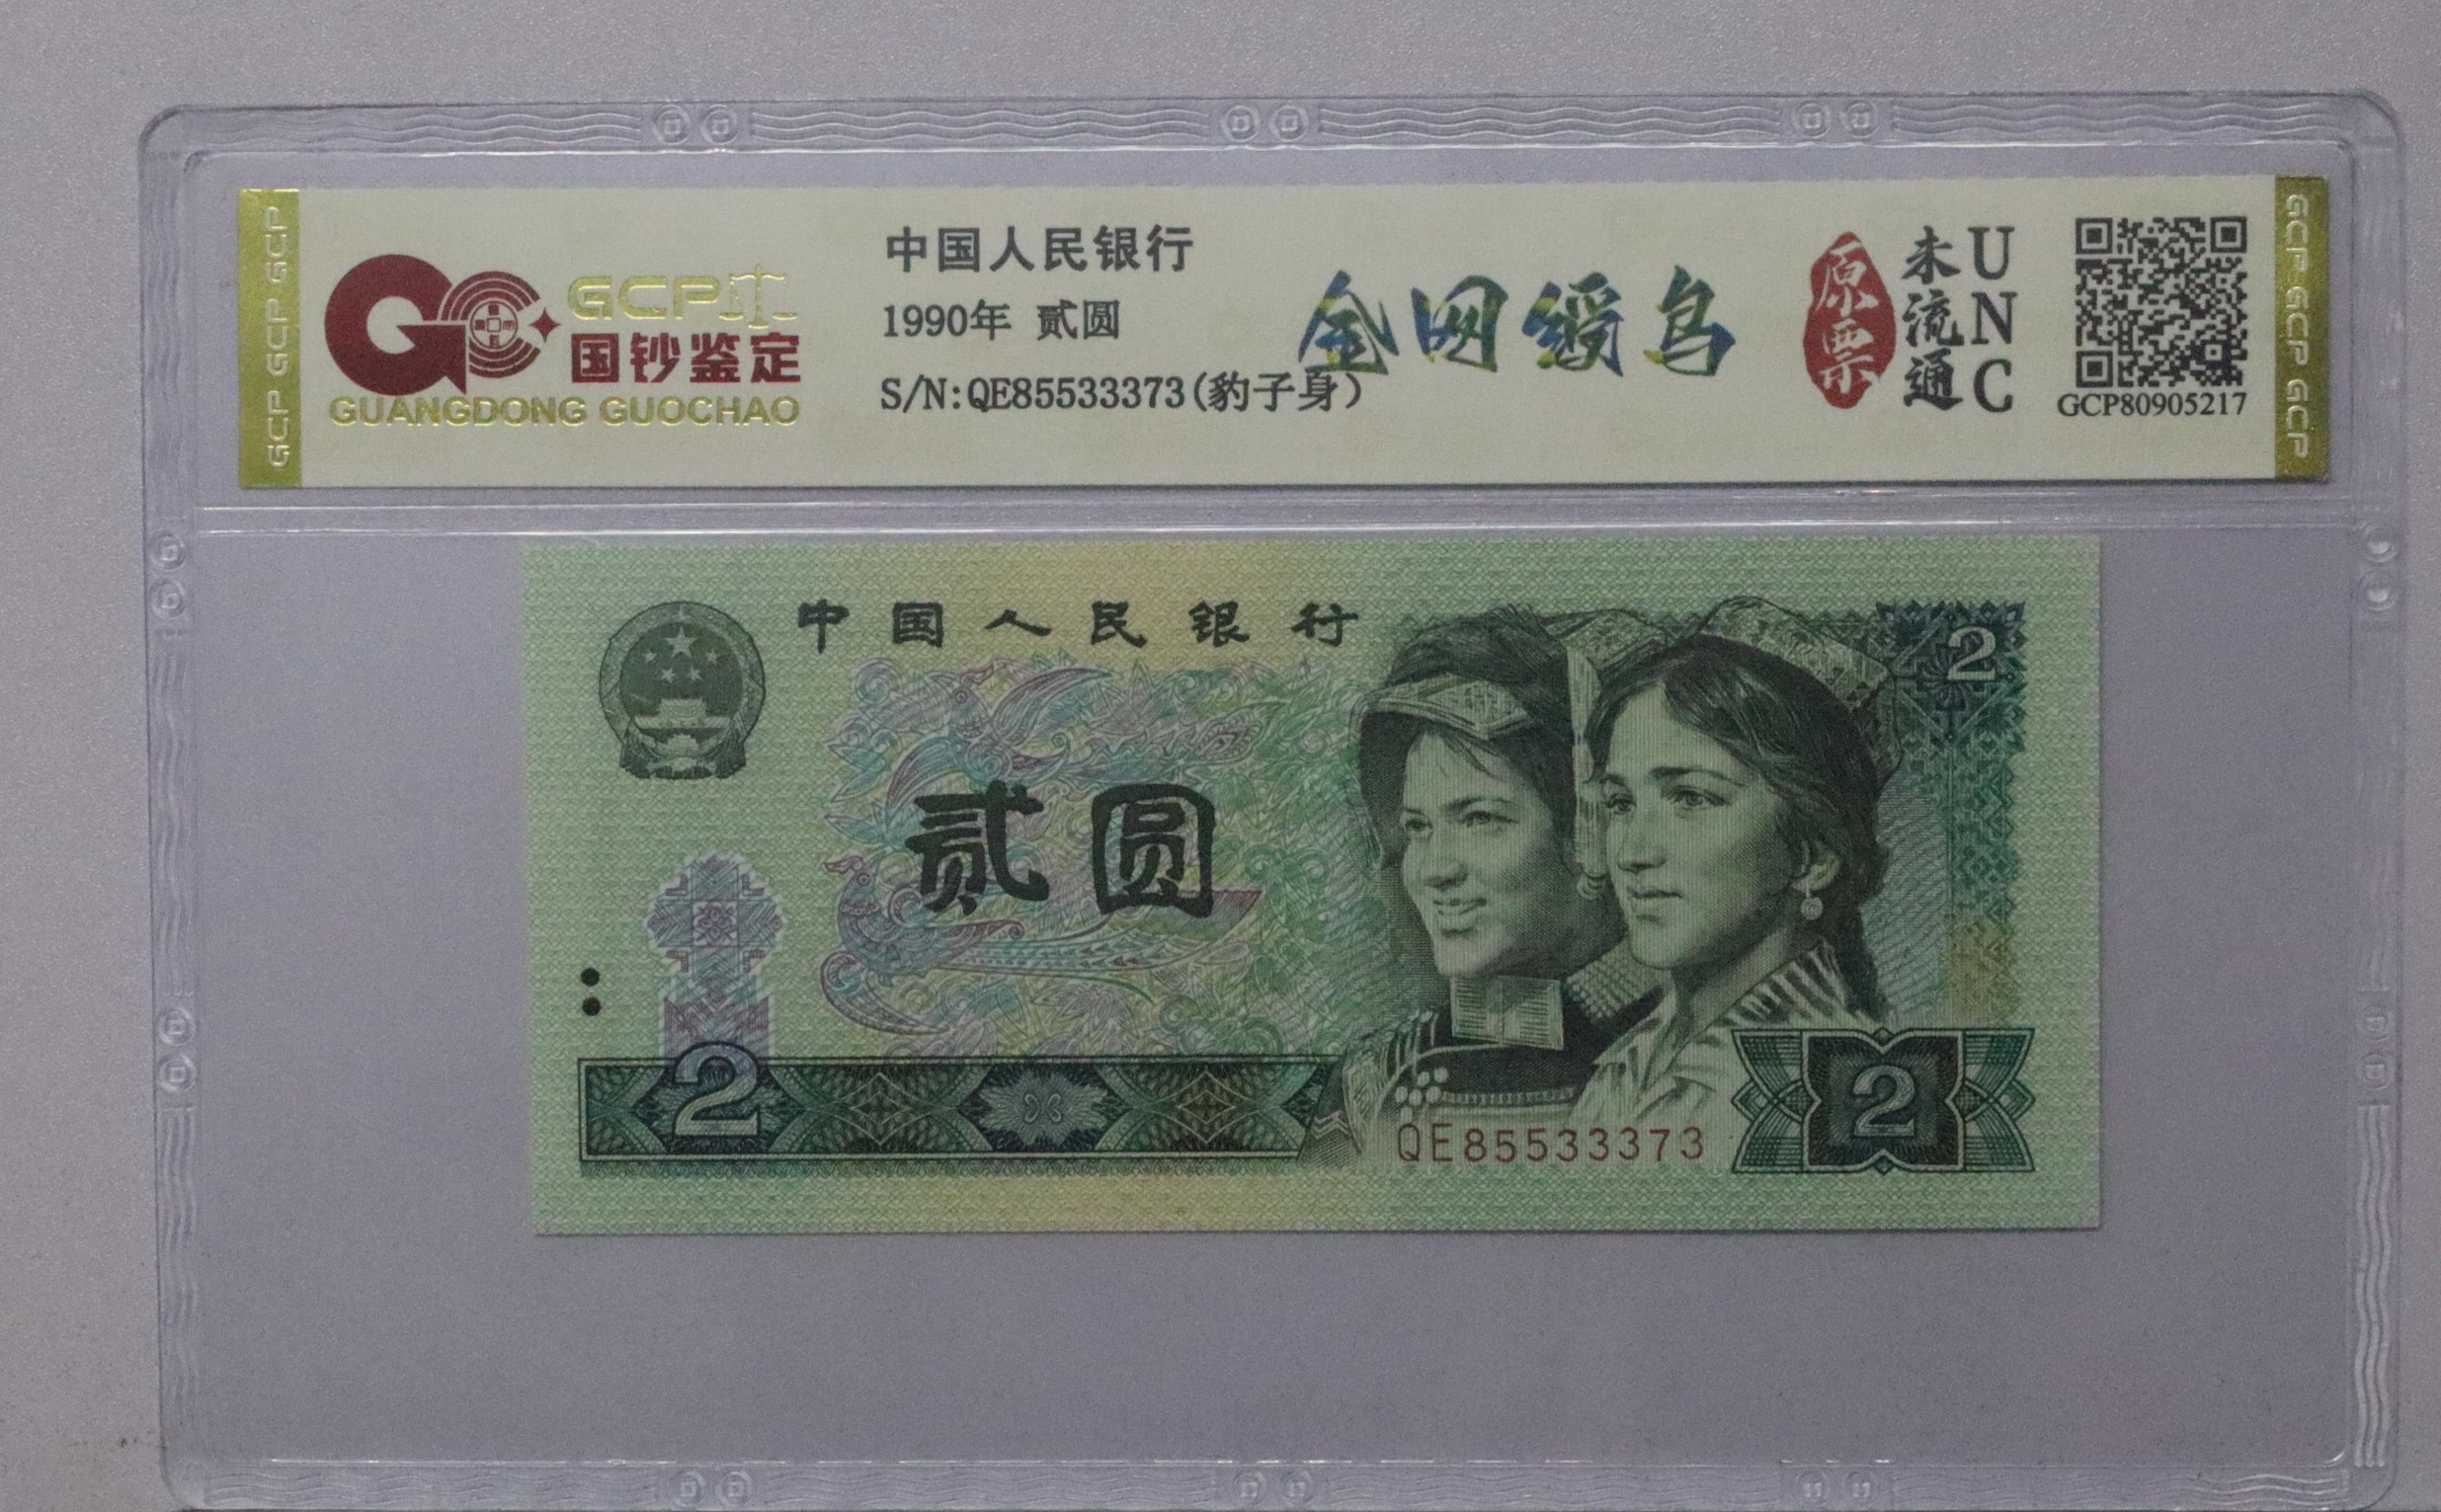 GCP GCP GCP
GCP
国钞鉴定
GUANGDONG GUOCHAO
中国人民银行
1990年 贰圆
S/N:QE85533373(豹子身)
金网绶鸟
原票
未流通
UNC
GCP80905217
GCP GCP GCP
中国人民银行
2
贰圆
2
QE85533373
2